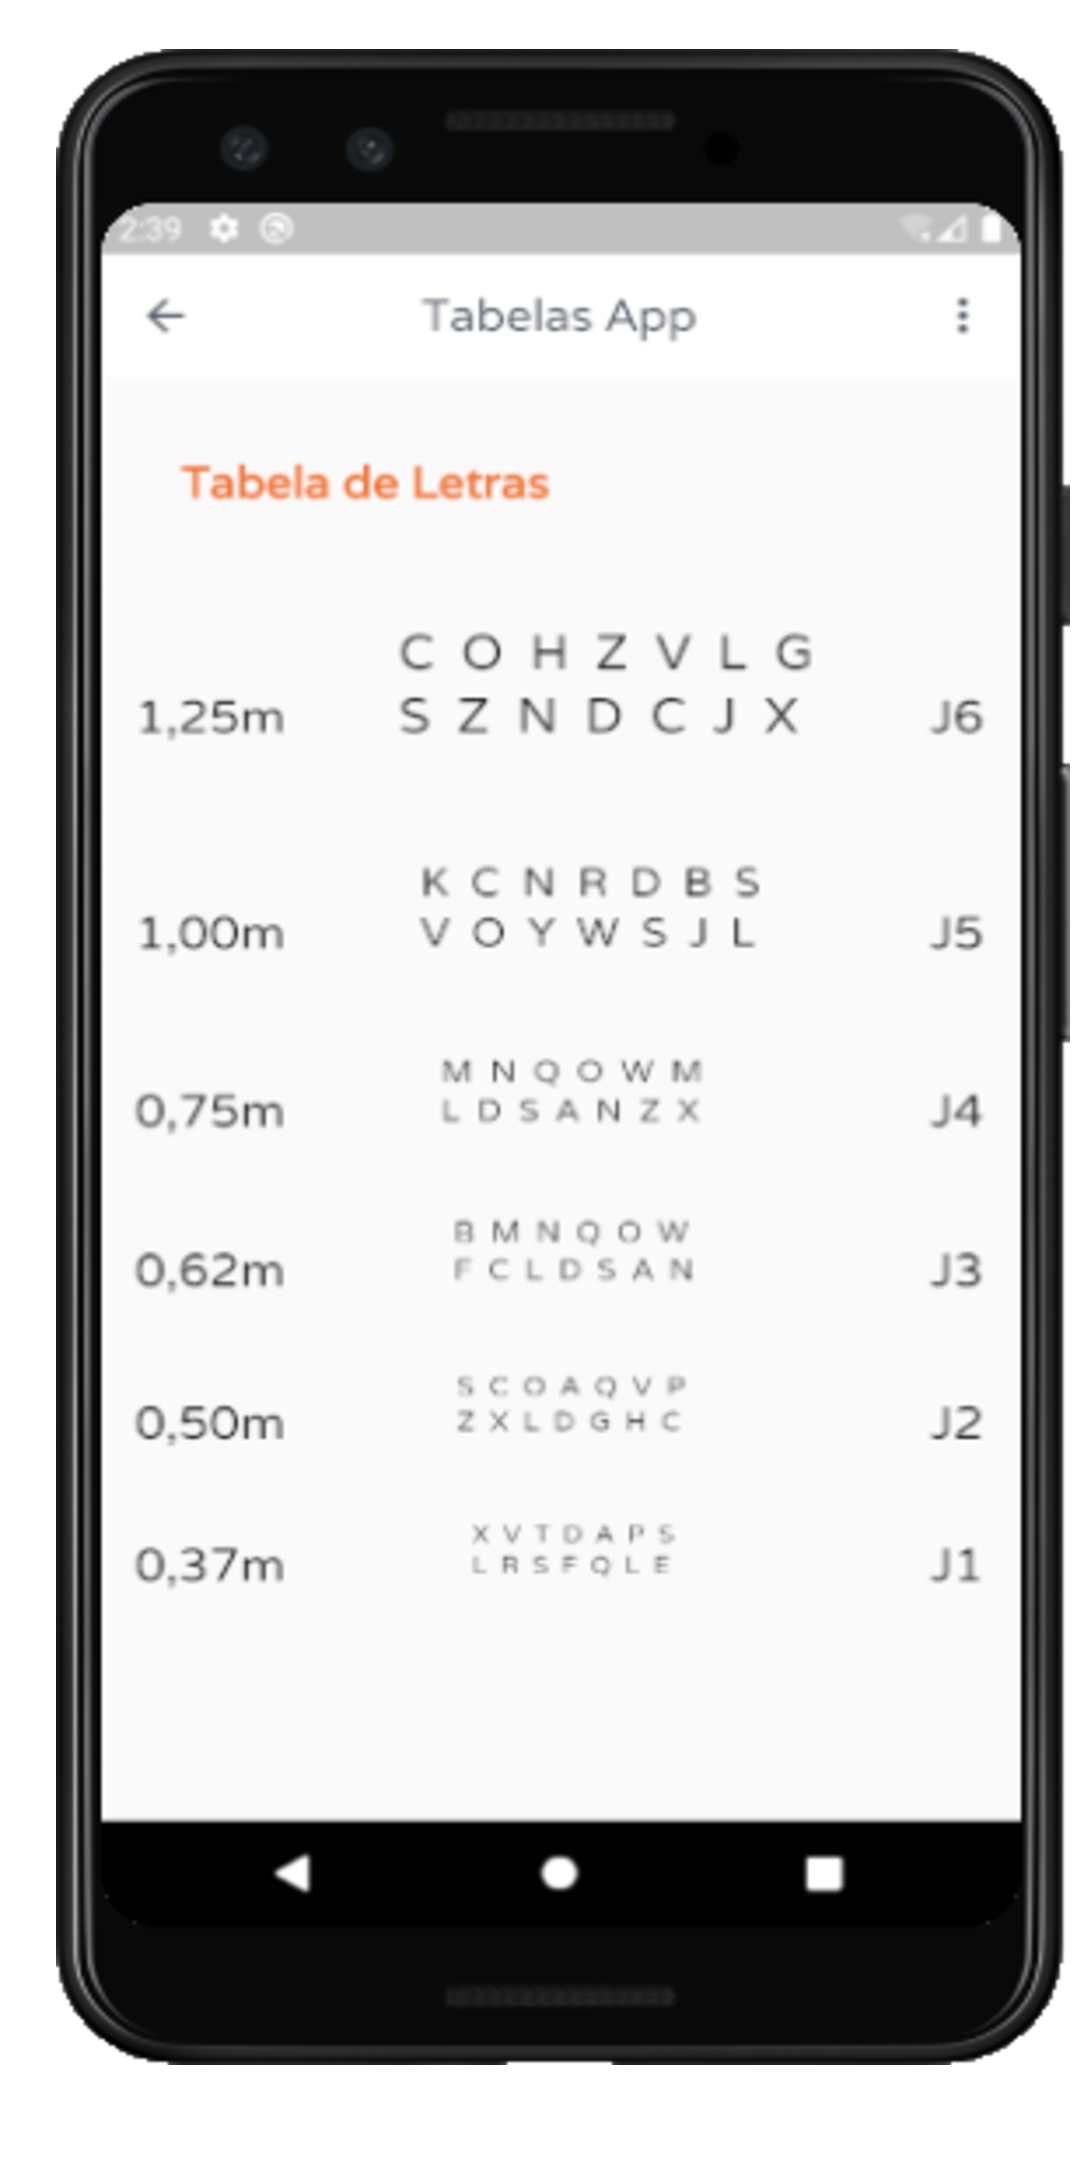 2:39
Tabelas App
Tabela de Letras
C O H Z V L G
1,25m S Z N D C J X J6
K C N R D B S
1,00m V O Y W S J L J5
M N Q O W M
0,75m L D S A N Z X J4
B M N Q O W
0,62m F C L D S A N J3
S C O A Q V P
0,50m Z X L D G H C J2
X V T D A P S
0,37m L R S F Q L E J1